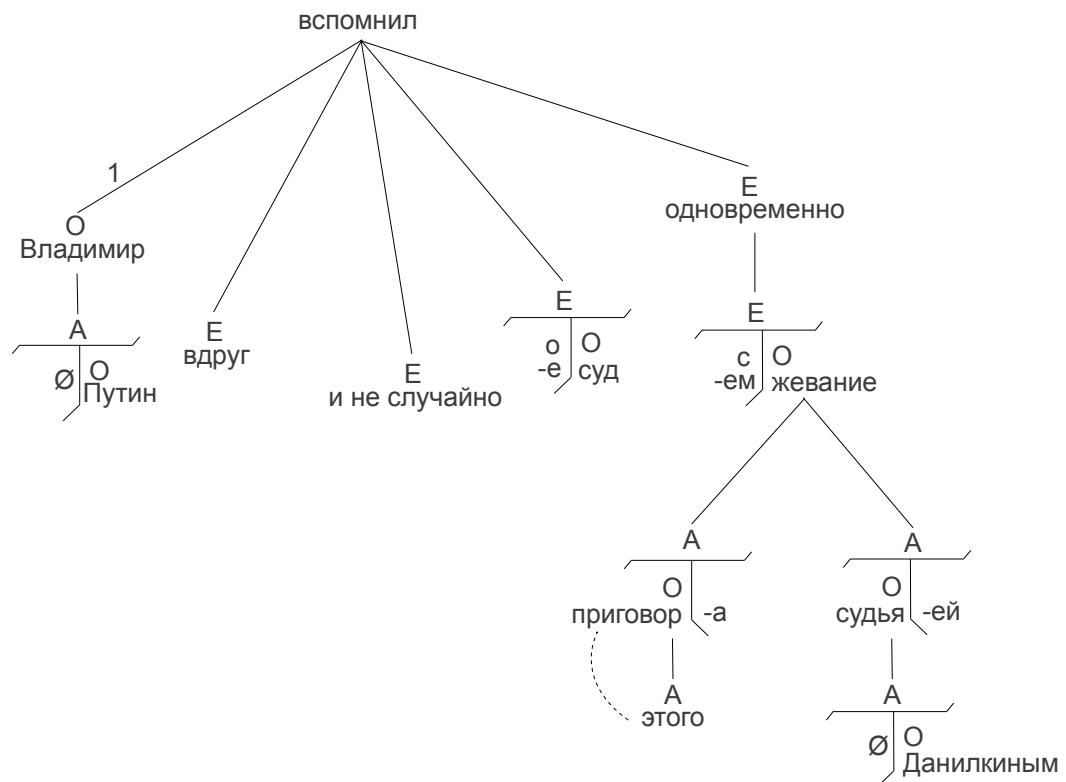 вспомнил
1
О
Владимир
А
Ø О
Путин
Е
вдруг
Е
и не случайно
Е
о О
-е суд
Е
одновременно
Е
с О
-ем жевание
А
О
приговор -а
А
этого
А
О
судья -ей
А
Ø О
Данилкиным